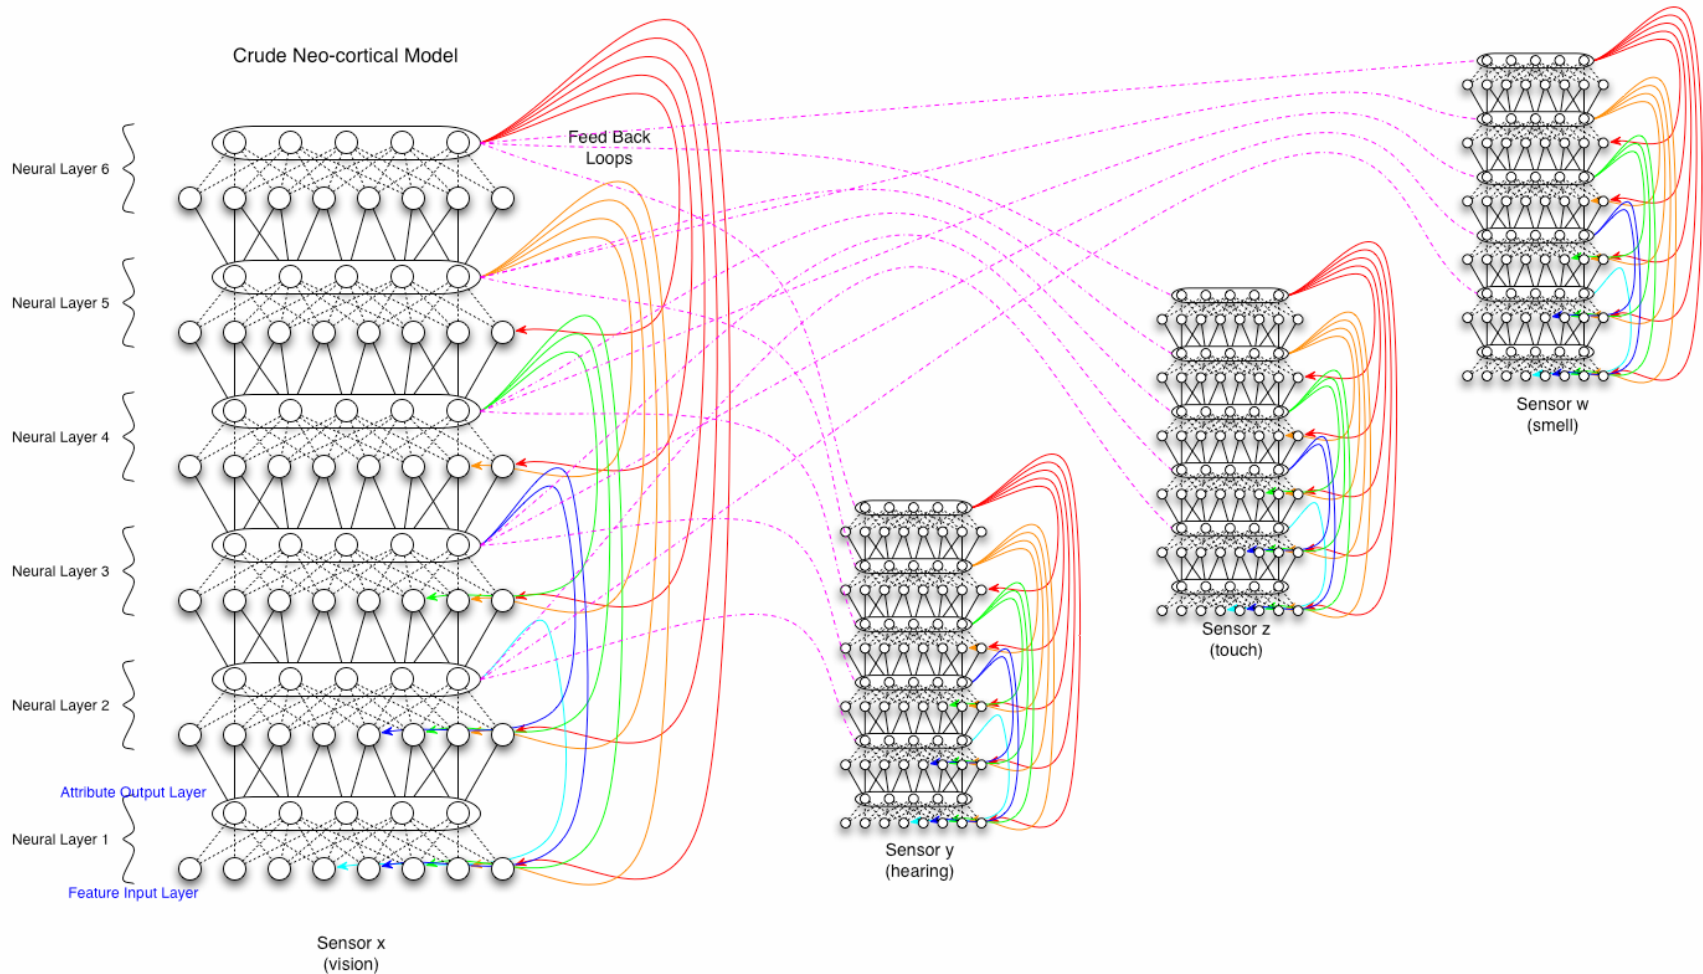 Crude Neo-cortical Model
Feed Back
Loops
Neural Layer 6
Neural Layer 5
Neural Layer 4
Neural Layer 3
Neural Layer 2
Attribute Output Layer
Neural Layer 1
Feature Input Layer
Sensor x
(vision)
Sensor y
(hearing)
Sensor z
(touch)
Sensor w
(smell)